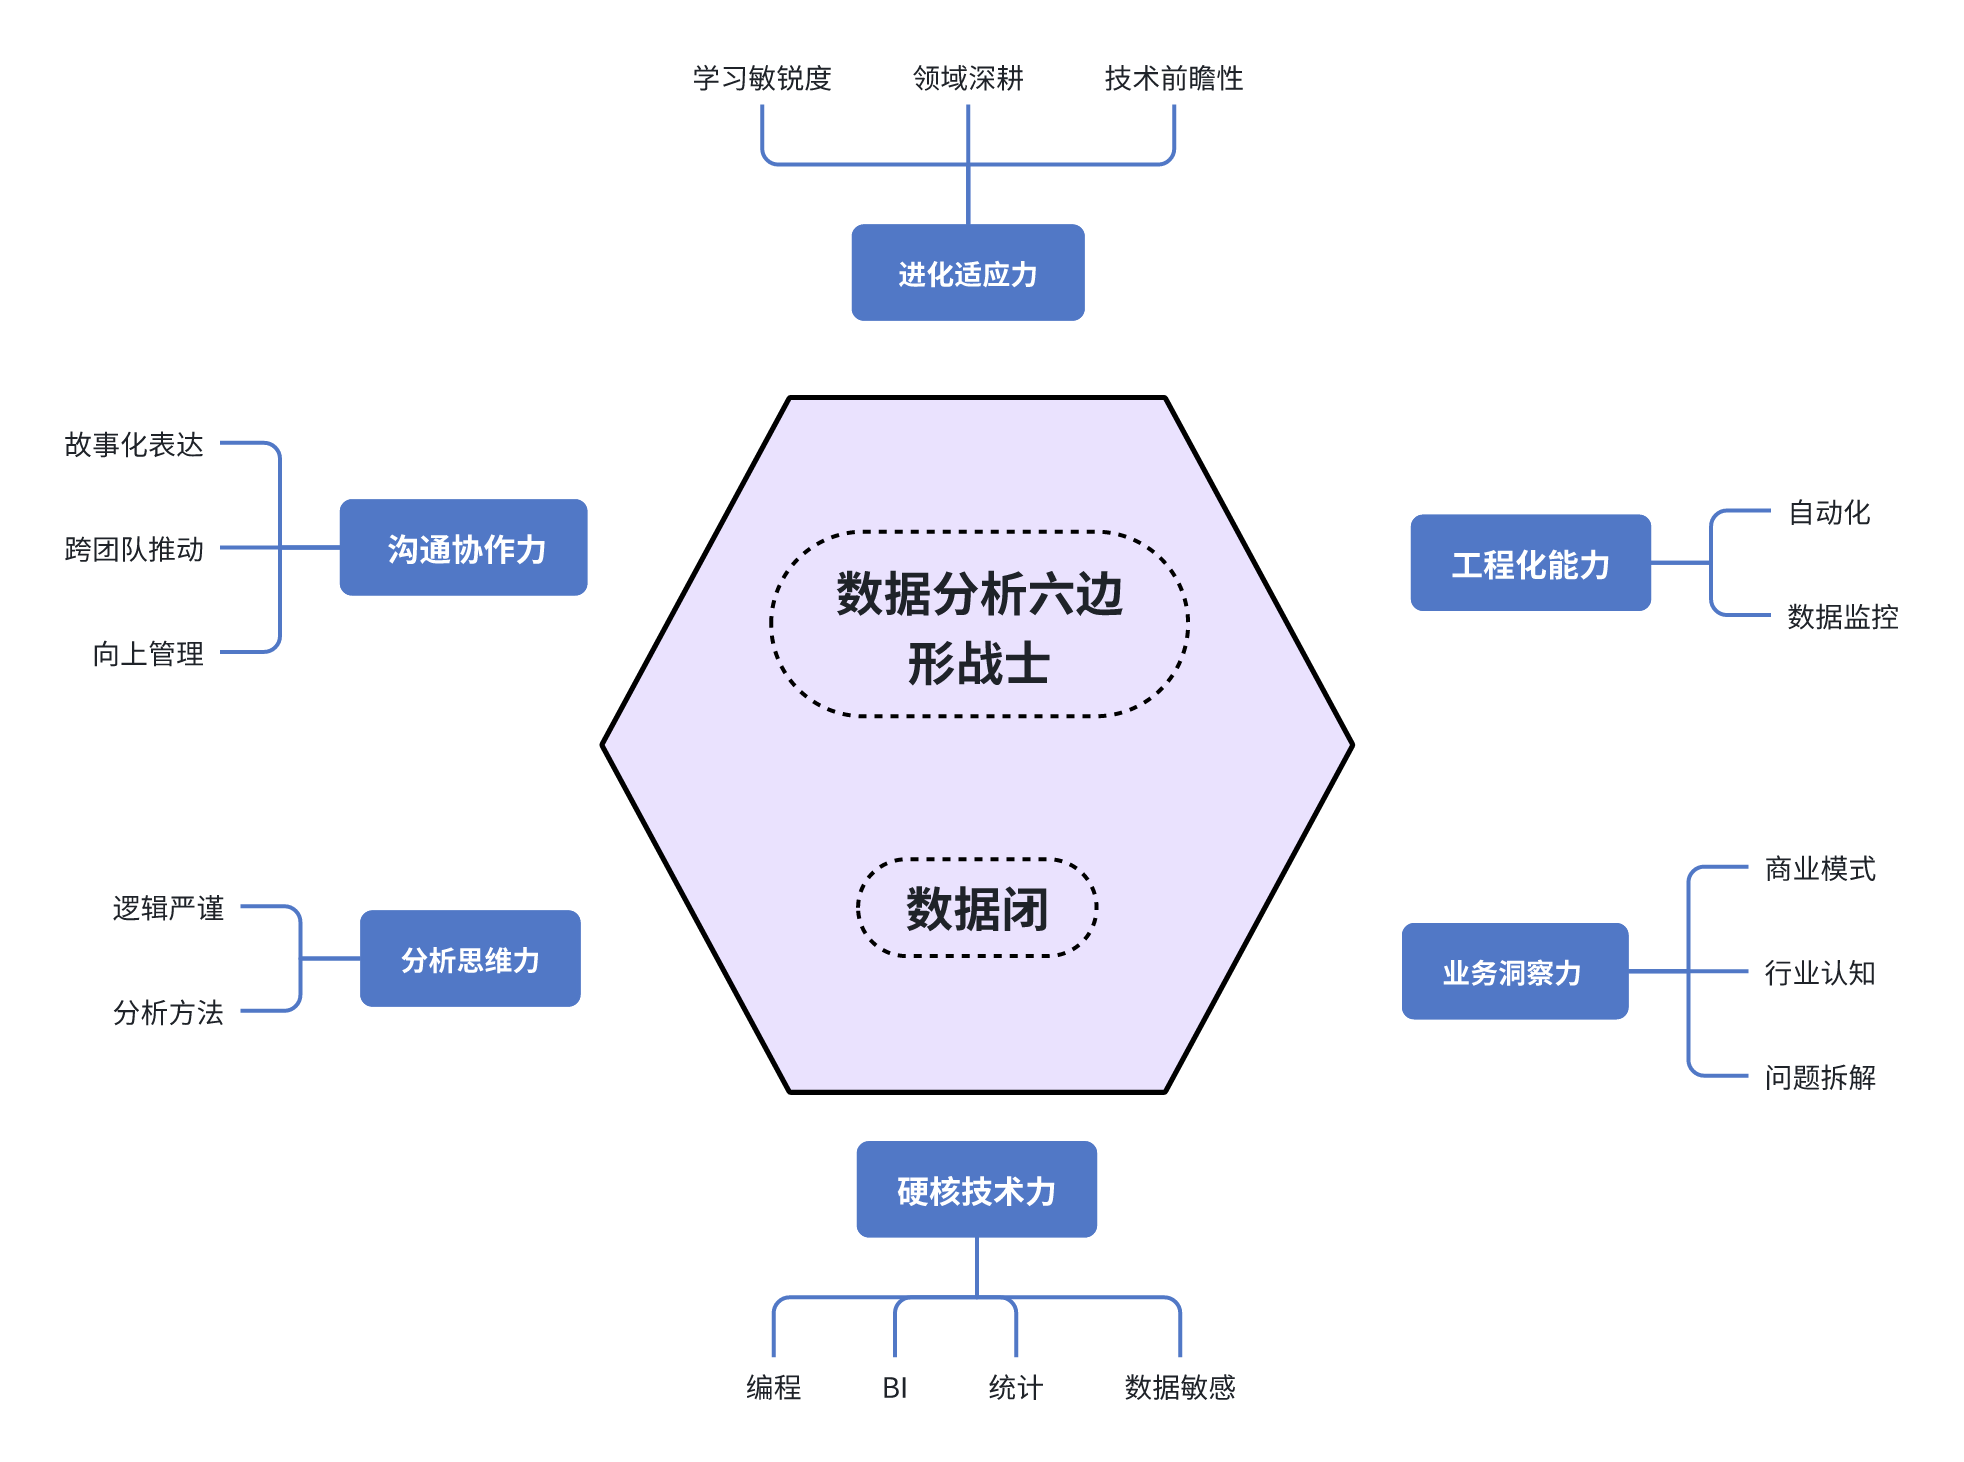 学习敏锐度
领域深耕
技术前瞻性
进化适应力
故事化表达
跨团队推动
向上管理
沟通协作力
数据分析六边
形战士
工程化能力
自动化
数据监控
逻辑严谨
分析方法
分析思维力
数据闭
业务洞察力
商业模式
行业认知
问题拆解
硬核技术力
编程
BI
统计
数据敏感